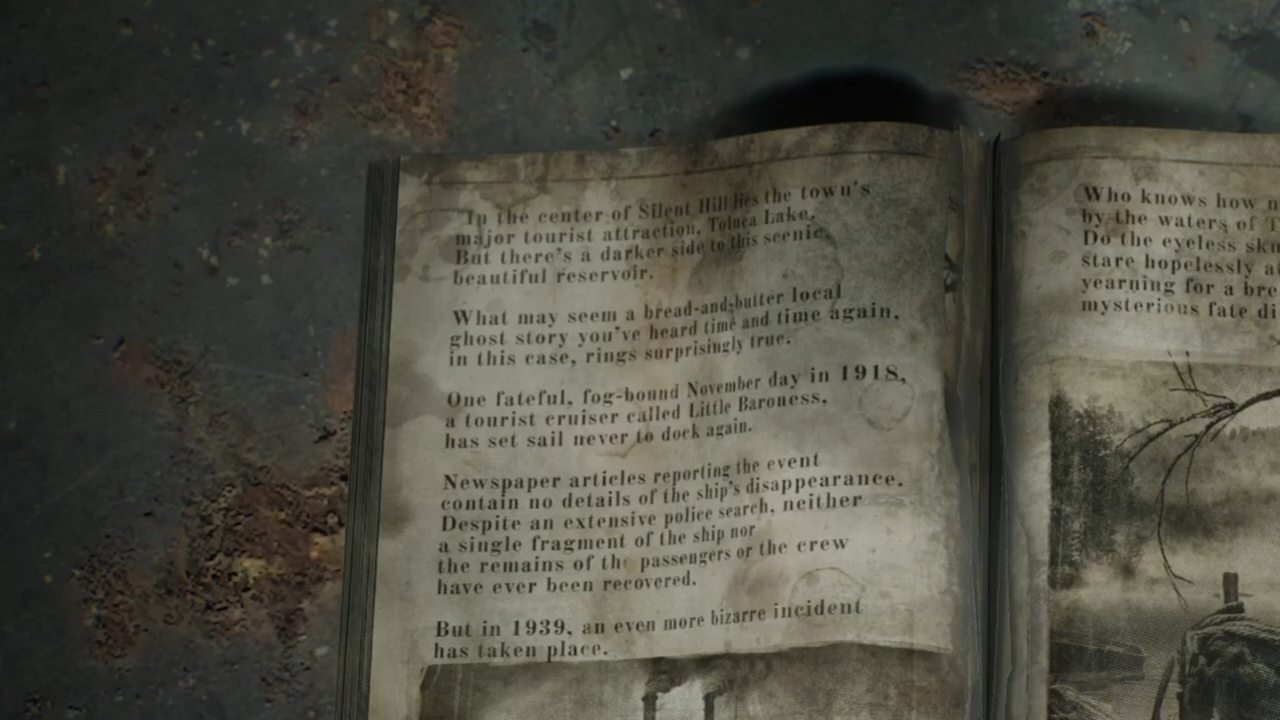 In the center of Silent Hill lies the town's
major tourist attraction, Toluca Lake.
But there's a darker side to this scenic
beautiful reservoir.
What may seem a bread-and-butter local
ghost story you've heard time and time again,
in this case, rings surprisingly true.
One fateful, fog-bound November day in 1918,
a tourist cruiser called Little Baroness,
has set sail never to dock again.
Newspaper articles reporting the event
contain no details of the ship's disappearance.
Despite an extensive police search, neither
a single fragment of the ship nor
the remains of the passengers or the crew
have ever been recovered.
But in 1939, an even more bizarre incident
has taken place.
Who knows how
by the waters of
Do the eyeless
stare hopelessly
yearning for a
mysterious fate